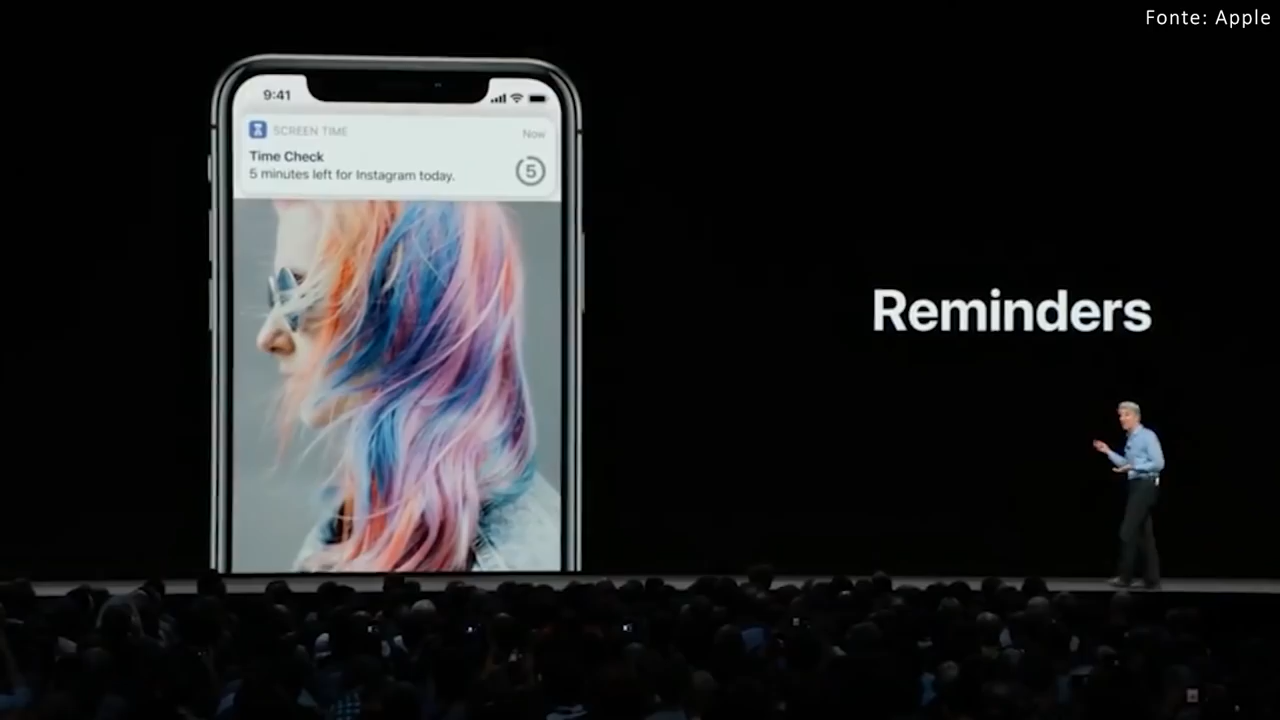 Fonte: Apple
9:41
SCREEN TIME
Now
Time Check
5 minutes left for Instagram today.
5
Reminders